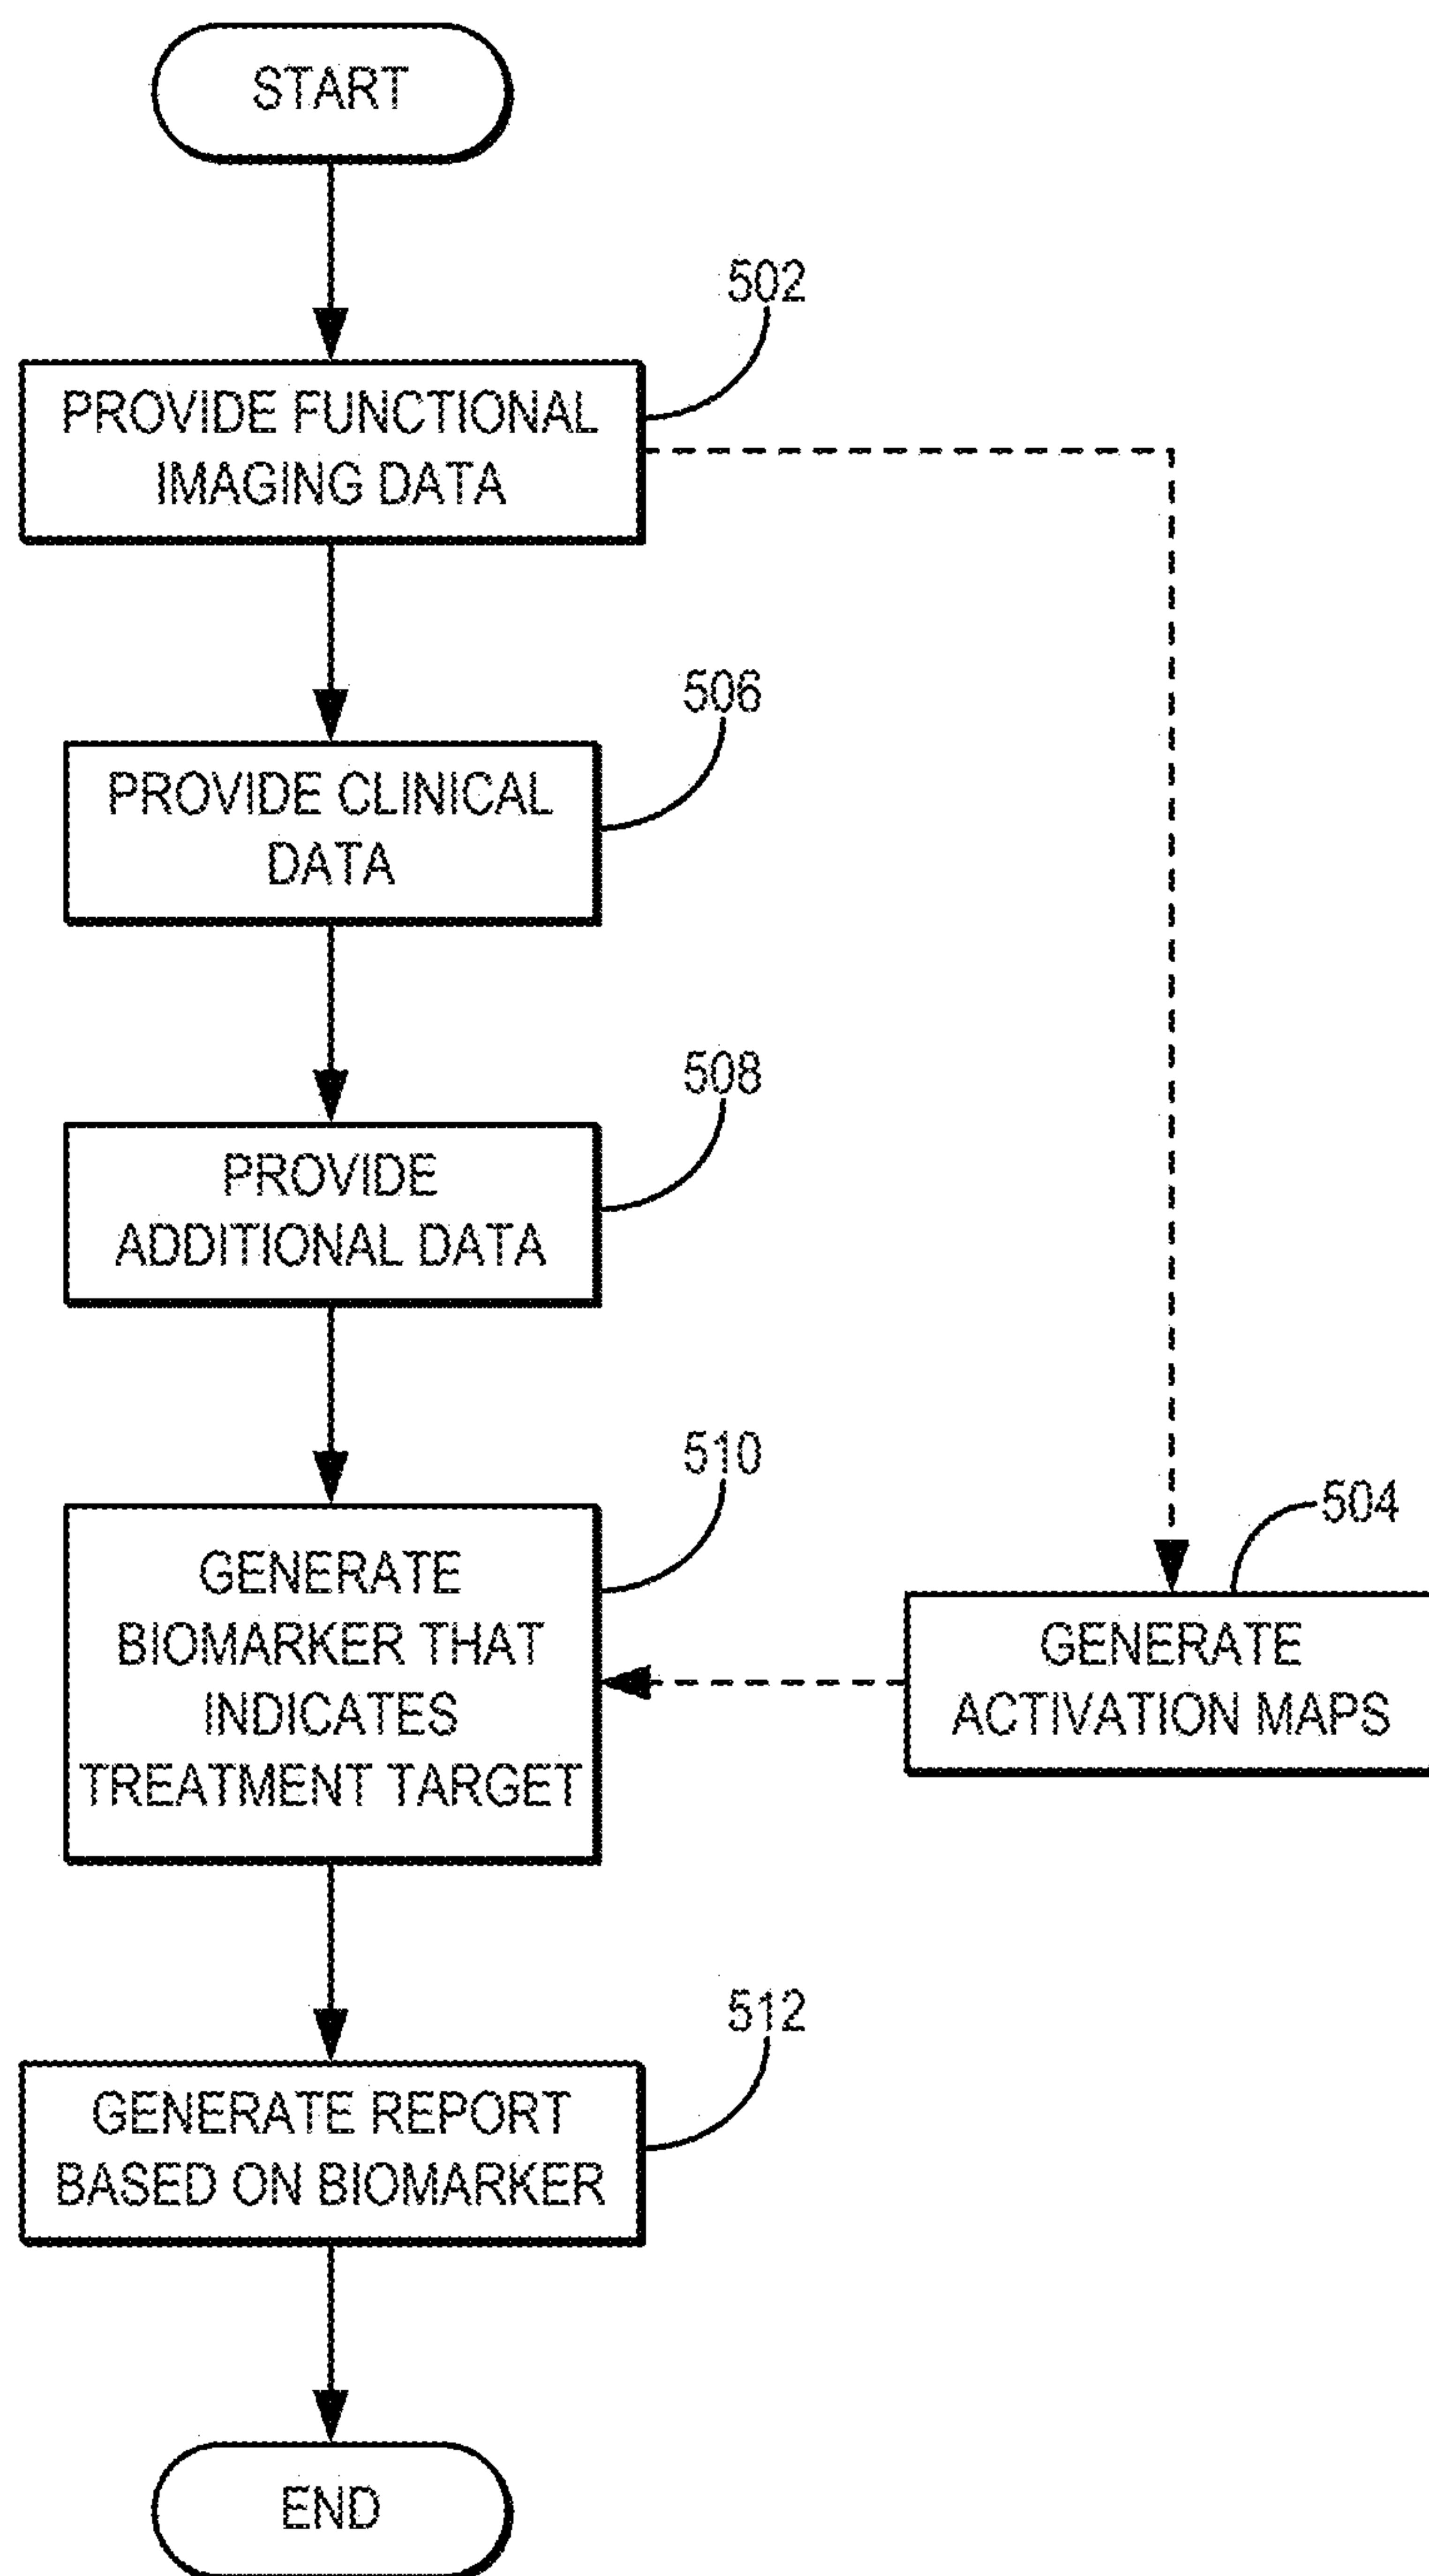 START
502
PROVIDE FUNCTIONAL
IMAGING DATA
506
PROVIDE CLINICAL
DATA
508
PROVIDE
ADDITIONAL DATA
510
GENERATE
BIOMARKER THAT
INDICATES
TREATMENT TARGET
504
GENERATE
ACTIVATION MAPS
512
GENERATE REPORT
BASED ON BIOMARKER
END